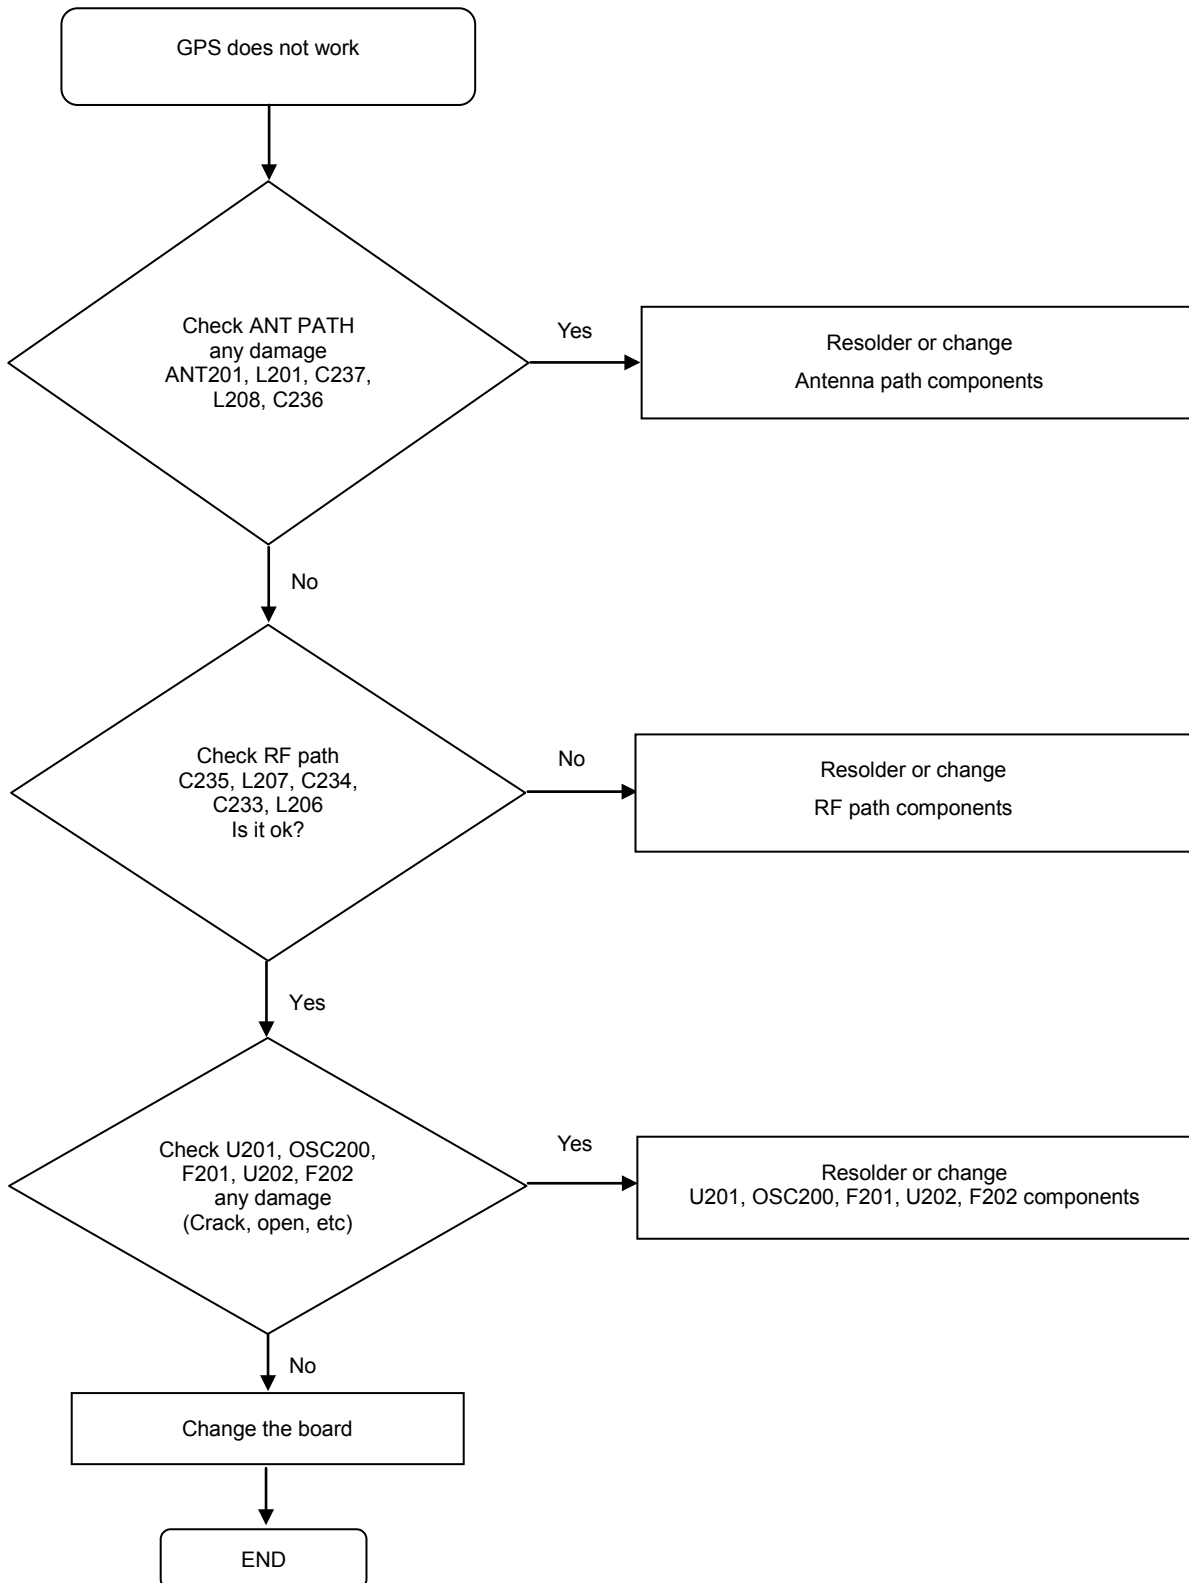 GPS does not work
Check ANT PATH
any damage
ANT201, L201, C237,
L208, C236
Yes
Resolder or change
Antenna path components
No
Check RF path
C235, L207, C234,
C233, L206
Is it ok?
No
Resolder or change
RF path components
Yes
Check U201, OSC200,
F201, U202, F202
any damage
(Crack, open, etc)
Yes
Resolder or change
U201, OSC200, F201, U202, F202 components
No
Change the board
END